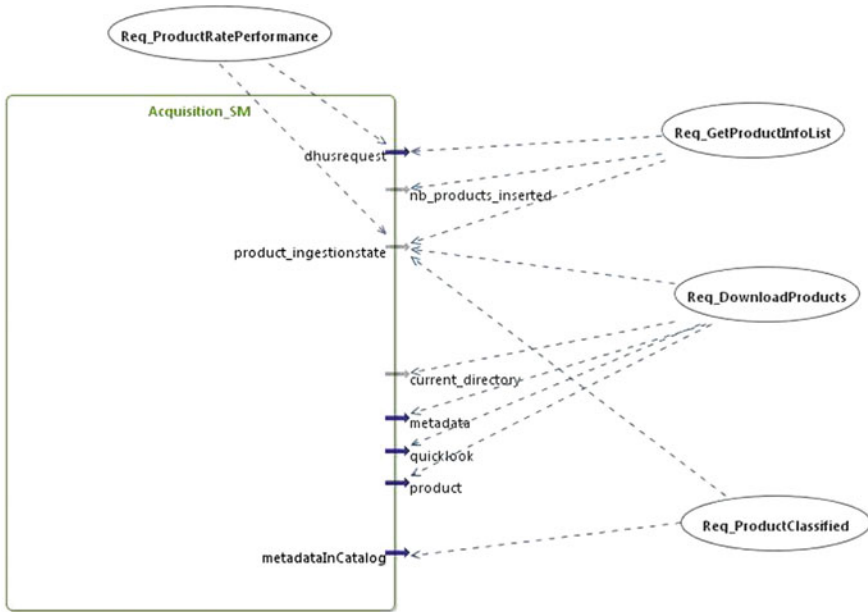 Req_ProductRatePerformance
Acquisition_SM
Req_GetProductInfoList
dhusrequest
nb_products_inserted
product_ingestionstate
Req_DownloadProducts
current_directory
metadata
quicklook
product
Req_ProductClassified
metadataInCatalog